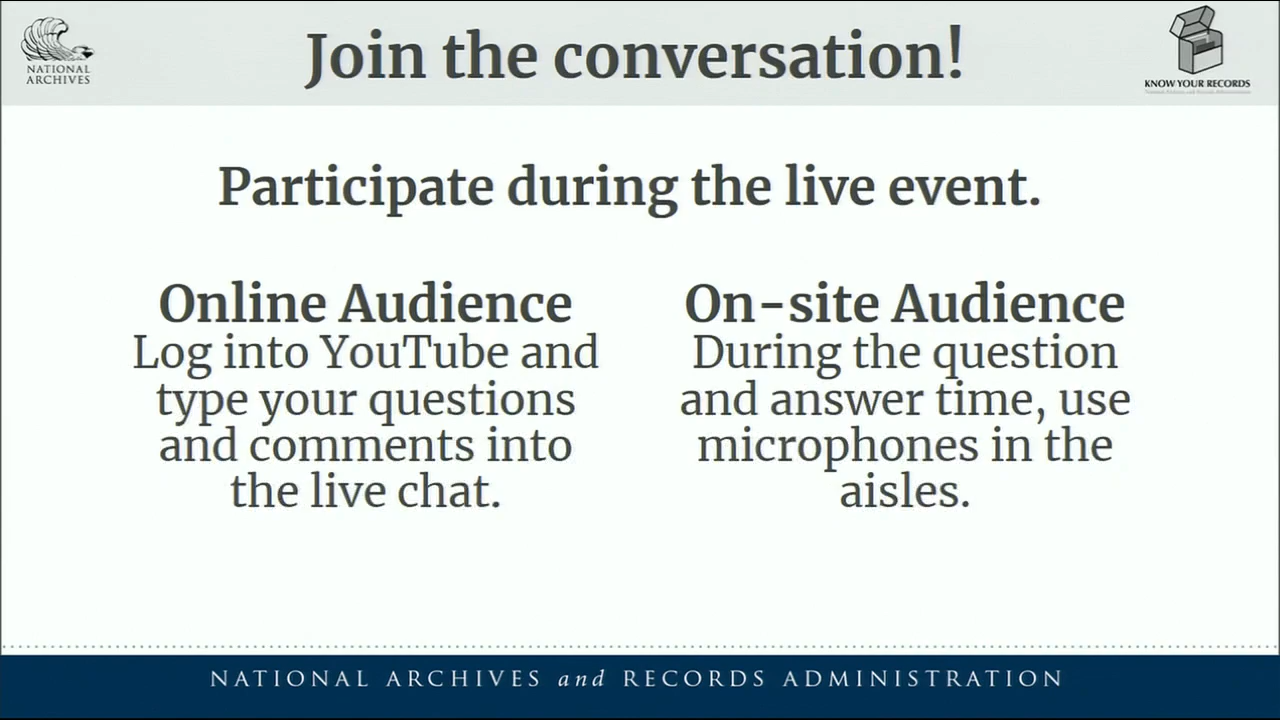 Join the conversation!
NATIONAL
ARCHIVES
KNOW YOUR RECORDS
Participate during the live event.
Online Audience
Log into YouTube and
type your questions
and comments into
the live chat.
On-site Audience
During the question
and answer time, use
microphones in the
aisles.
NATIONAL ARCHIVES and RECORDS ADMINISTRATION